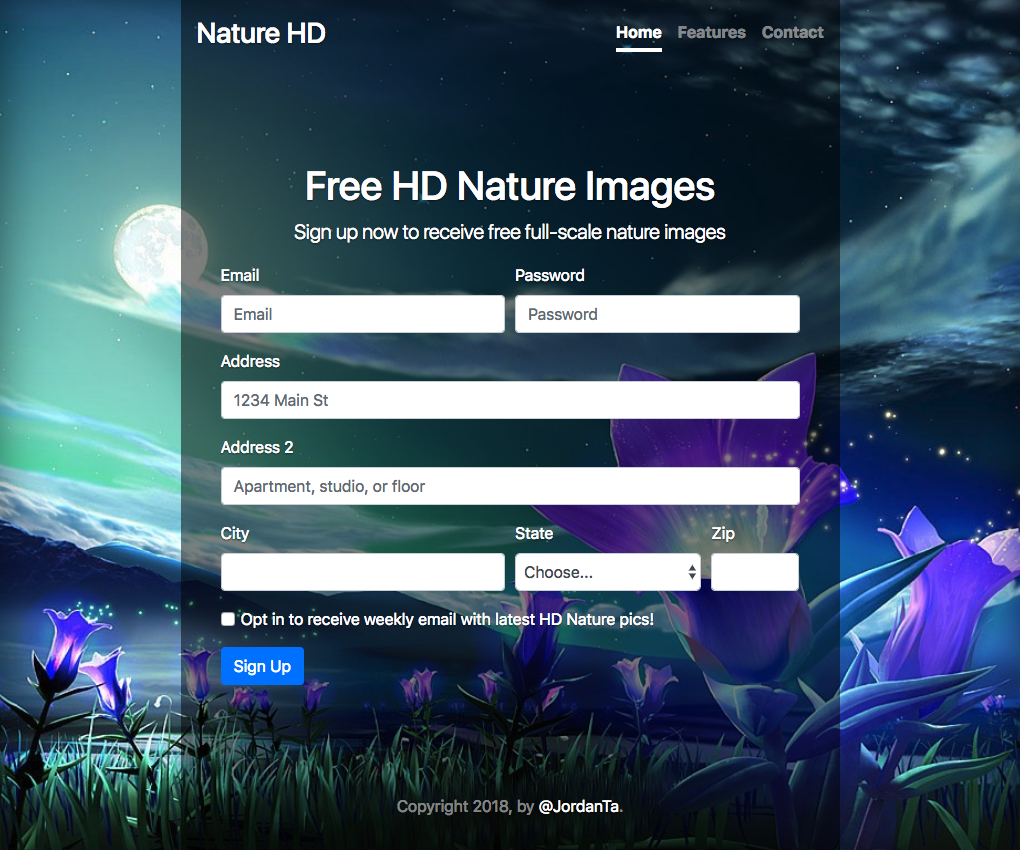 Nature HD
Home Features Contact
Free HD Nature Images
Sign up now to receive free full-scale nature images
Email Password
Email Password
Address
1234 Main St
Address 2
Apartment, studio, or floor
City State Zip
Choose...
Opt in to receive weekly email with latest HD Nature pics!
Sign Up
Copyright 2018, by @JordanTa.